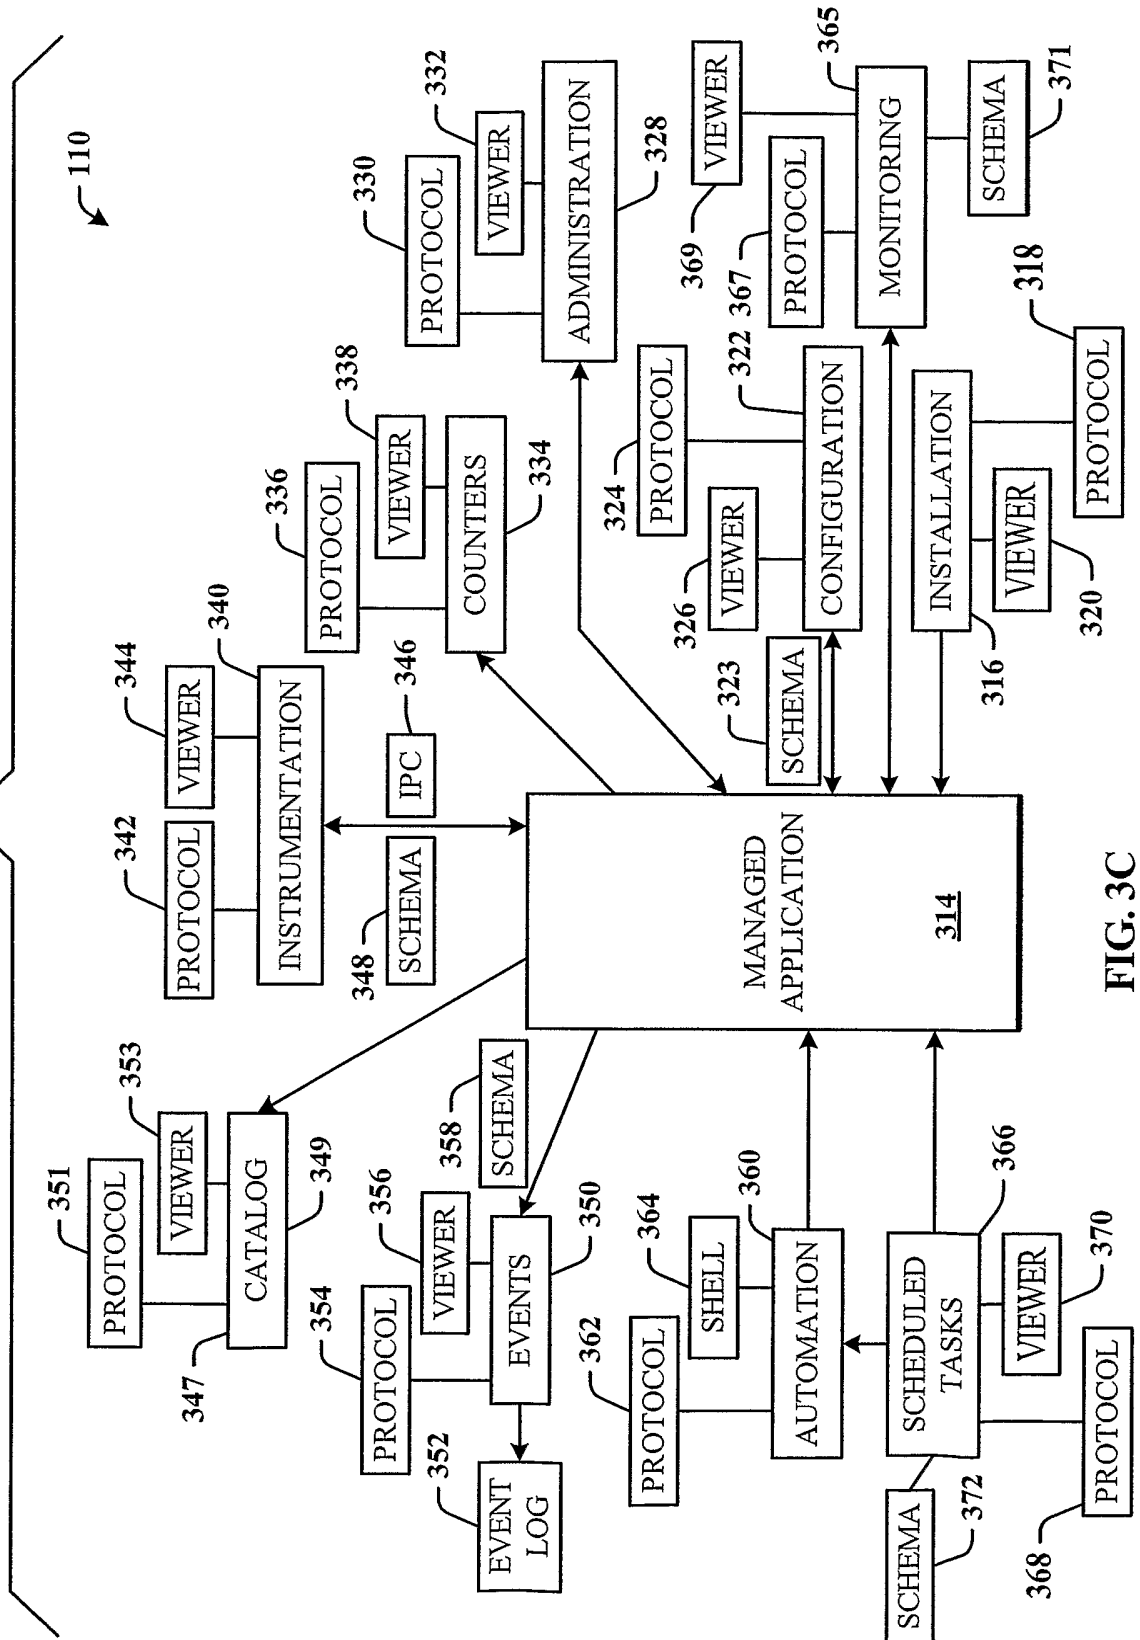 110
344
VIEWER
340
342
PROTOCOL
INSTRUMENTATION
336
PROTOCOL
338
VIEWER
COUNTERS
334
330
PROTOCOL
332
VIEWER
ADMINISTRATION
328
351
PROTOCOL
353
VIEWER
CATALOG
347
349
348
SCHEMA
IPC
346
354
PROTOCOL
356
VIEWER
358
SCHEMA
352
EVENT
LOG
EVENTS
350
MANAGED
APPLICATION
314
323
SCHEMA
326
VIEWER
324
PROTOCOL
322
CONFIGURATION
369
VIEWER
367
PROTOCOL
365
MONITORING
SCHEMA
371
362
PROTOCOL
364
SHELL
360
AUTOMATION
SCHEDULED
TASKS
366
SCHEMA
372
VIEWER
370
PROTOCOL
368
INSTALLATION
316
VIEWER
320
PROTOCOL
318
FIG. 3C